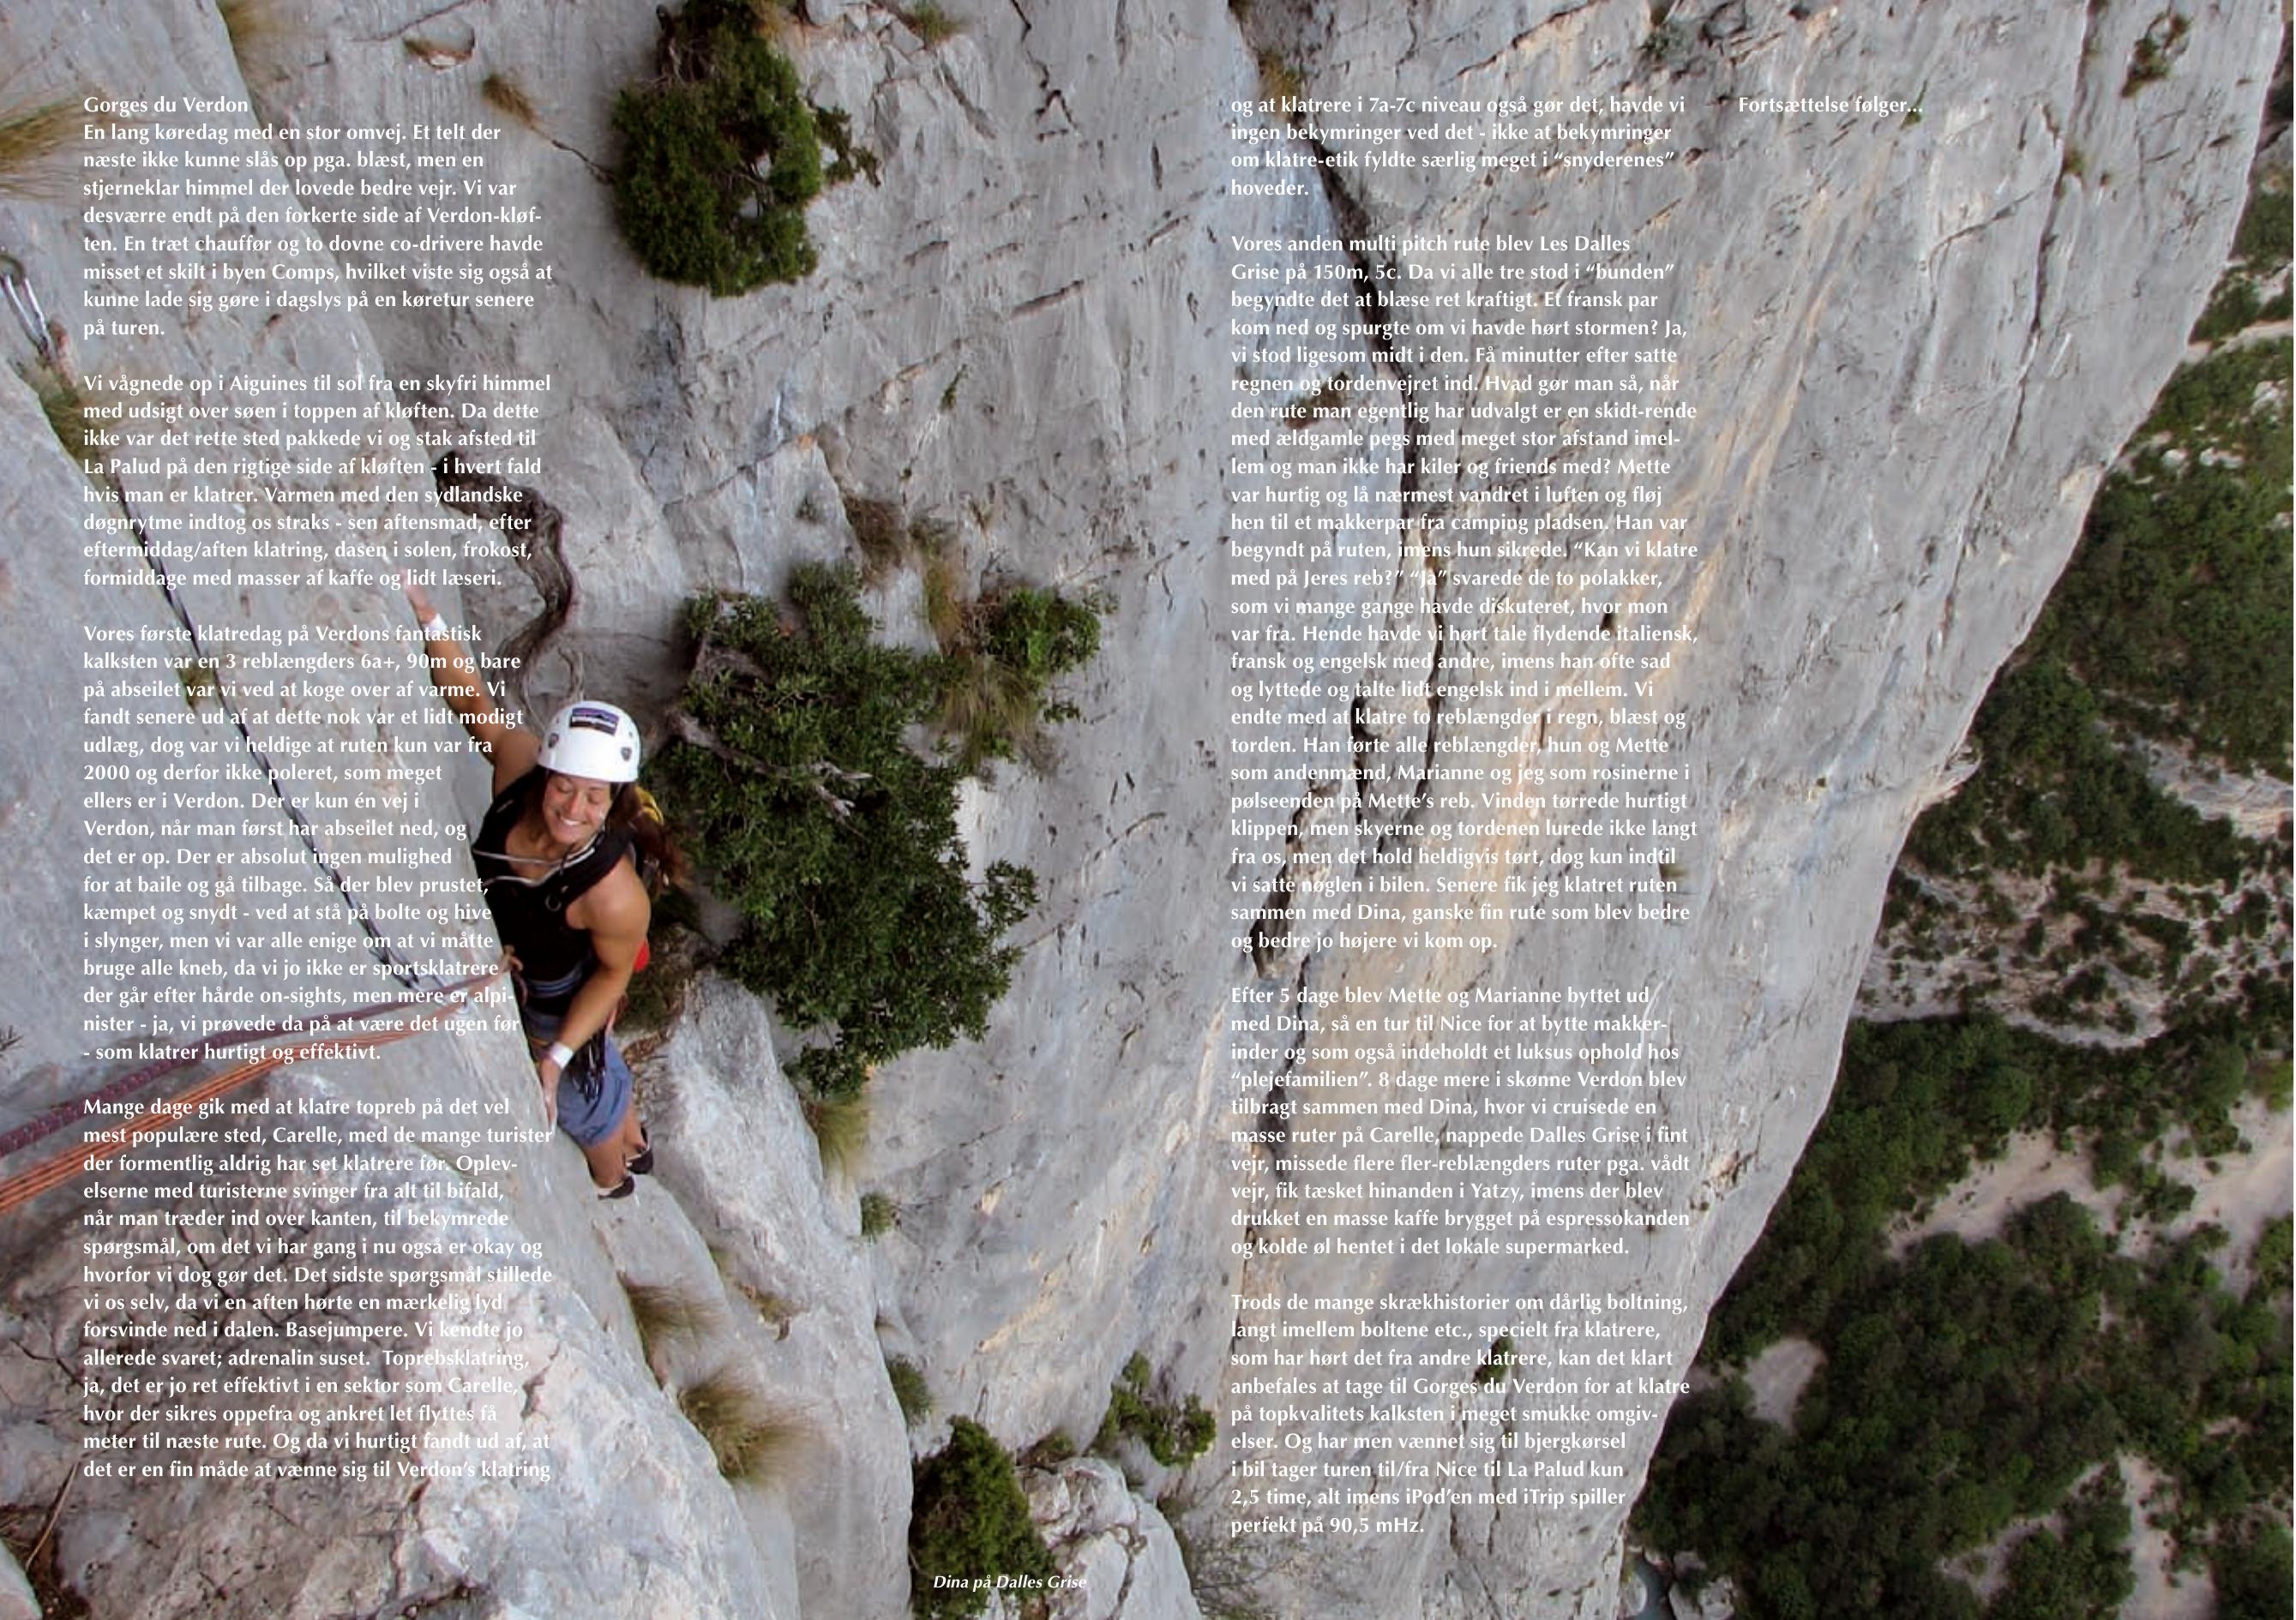 Gorges du Verdon
En lang køredag med en stor omvej. Et telt der
næste ikke kunne slås op pga. blæst, men en
stjerneklar himmel der lovede bedre vejr. Vi var
desværre endt på den forkerte side af Verdon-kløf-
ten. En træt chauffør og to dovne co-drivere havde
misset et skilt i byen Comps, hvilket viste sig også at
kunne lade sig gøre i dagslys på en køretur senere
på turen.

Vi vågnede op i Aiguines til sol fra en skyfri himmel
med udsigt over søen i toppen af kløften. Da dette
ikke var det rette sted pakkede vi og stak afsted til
La Palud på den rigtige side af kløften - i hvert fald
hvis man er klatrer. Varmen med den sydlandske
døgnrytme indtog os straks - sen aftensmad, efter
eftermiddag/aften klatring, dasen i solen, frokost,
formiddage med masser af kaffe og lidt læseri.

Vores første klatredag på Verdons fantastisk
kalksten var en 3 reblængders 6a+, 90m og bare
på abseilet var vi ved at koge over af varme. Vi
fandt senere ud af at dette nok var et lidt modigt
udlæg, dog var vi heldige at ruten kun var fra
2000 og derfor ikke poleret, som meget
ellers er i Verdon. Der er kun én vej i
Verdon, når man først har abseilet ned, og
det er op. Der er absolut ingen mulighed
for at baile og gå tilbage. Så der blev prustet,
kæmpet og snydt - ved at stå på bolte og hive
i slynger, men vi var alle enige om at vi måtte
bruge alle kneb, da vi jo ikke er sportsklatrere
der går efter hårde on-sights, men mere er alpi-
nister - ja, vi prøvede da på at være det ugen før
- som klatrer hurtigt og effektivt.

Mange dage gik med at klatre topreb på det vel
mest populære sted, Carelle, med de mange turister
der formentlig aldrig har set klatrere før. Oplev-
elserne med turisterne svinger fra alt til bifald,
når man træder ind over kanten, til bekymrede
spørgsmål, om det vi har gang i nu også er okay og
hvorfor vi dog gør det. Det sidste spørgsmål stillede
vi os selv, da vi en aften hørte en mærkelig lyd
forsvinde ned i dalen. Basejumpere. Vi kendte jo
allerede svaret; adrenalin suset.  Toprebsklatring,
ja, det er jo ret effektivt i en sektor som Carelle,
hvor der sikres oppefra og ankret let flyttes få
meter til næste rute. Og da vi hurtigt fandt ud af, at
det er en fin måde at vænne sig til Verdon's klatring
og at klatrere i 7a-7c niveau også gør det, havde vi
ingen bekymringer ved det - ikke at bekymringer
om klatre-etik fyldte særlig meget i “snyderenes”
hoveder.

Vores anden multi pitch rute blev Les Dalles
Grise på 150m, 5c. Da vi alle tre stod i “bunden”
begyndte det at blæse ret kraftigt. Et fransk par
kom ned og spurgte om vi havde hørt stormen? Ja,
vi stod ligesom midt i den. Få minutter efter satte
regnen og tordenvejret ind. Hvad gør man så, når
den rute man egentlig har udvalgt er en skidt-rende
med ældgamle pegs med meget stor afstand imel-
lem og man ikke har kiler og friends med? Mette
var hurtig og lå nærmest vandret i luften og fløj
hen til et makkerpar fra camping pladsen. Han var
begyndt på ruten, imens hun sikrede. “Kan vi klatre
med på Jeres reb?” “Ja” svarede de to polakker,
som vi mange gange havde diskuteret, hvor mon
var fra. Hende havde vi hørt tale flydende italiensk,
fransk og engelsk med andre, imens han ofte sad
og lyttede og talte lidt engelsk ind i mellem. Vi
endte med at klatre to reblængder i regn, blæst og
torden. Han førte alle reblængder, hun og Mette
som andenmænd, Marianne og jeg som rosinerne i
pølseenden på Mette's reb. Vinden tørrede hurtigt
klippen, men skyerne og tordenen lurede ikke langt
fra os, men det hold heldigvis tørt, dog kun indtil
vi satte nøglen i bilen. Senere fik jeg klatret ruten
sammen med Dina, ganske fin rute som blev bedre
og bedre jo højere vi kom op.

Efter 5 dage blev Mette og Marianne byttet ud
med Dina, så en tur til Nice for at bytte makker-
inder og som også indeholdt et luksus ophold hos
“plejefamilien”. 8 dage mere i skønne Verdon blev
tilbragt sammen med Dina, hvor vi cruisede en
masse ruter på Carelle, nappede Dalles Grise i fint
vejr, missede flere fler-reblængders ruter pga. vådt
vejr, fik tæsket hinanden i Yatzy, imens der blev
drukket en masse kaffe brygget på espressokanden
og kolde øl hentet i det lokale supermarked.

Trods de mange skrækhistorier om dårlig boltning,
langt imellem boltene etc., specielt fra klatrere,
som har hørt det fra andre klatrere, kan det klart
anbefales at tage til Gorges du Verdon for at klatre
på topkvalitets kalksten i meget smukke omgiv-
elser. Og har men vænnet sig til bjergkørsel
i bil tager turen til/fra Nice til La Palud kun
2,5 time, alt imens iPod'en med iTrip spiller
perfekt på 90,5 mHz.
Fortsættelse følger...
Dina på Dalles Grise